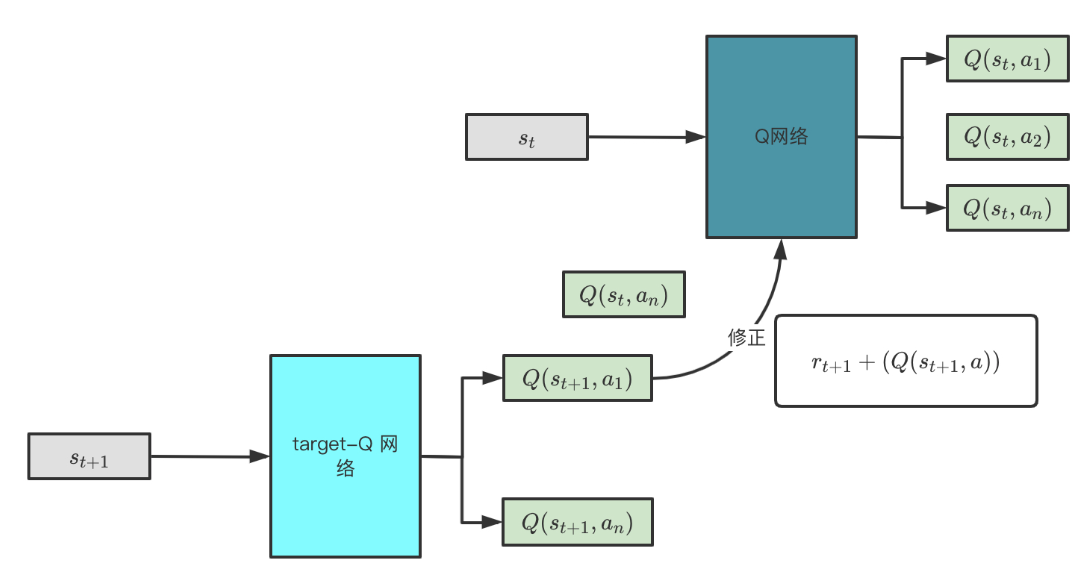 Q(s_t, a_1)
s_t
Q网络
Q(s_t, a_2)
Q(s_t, a_n)
Q(s_t, a_n)
修正
r_{t+1} + (Q(s_{t+1}, a))
Q(s_{t+1}, a_1)
s_{t+1}
target-Q 网
络
Q(s_{t+1}, a_n)